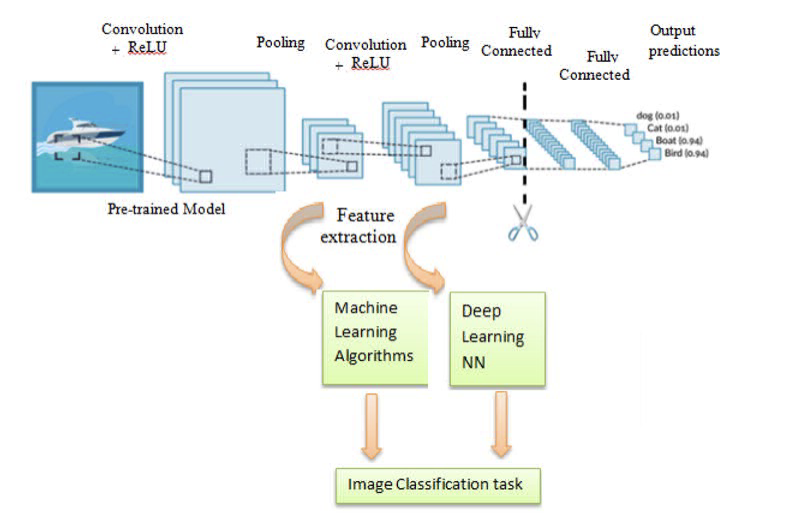 Convolution
+ ReLU
Pooling
Convolution
+ ReLU
Pooling
Fully
Connected
Fully
Connected
Output
predictions
dog (0.01)
Cat (0.01)
Boat (0.94)
Bird (0.94)
Pre-trained Model
Feature
extraction
Machine
Learning
Algorithms
Deep
Learning
NN
Image Classification task